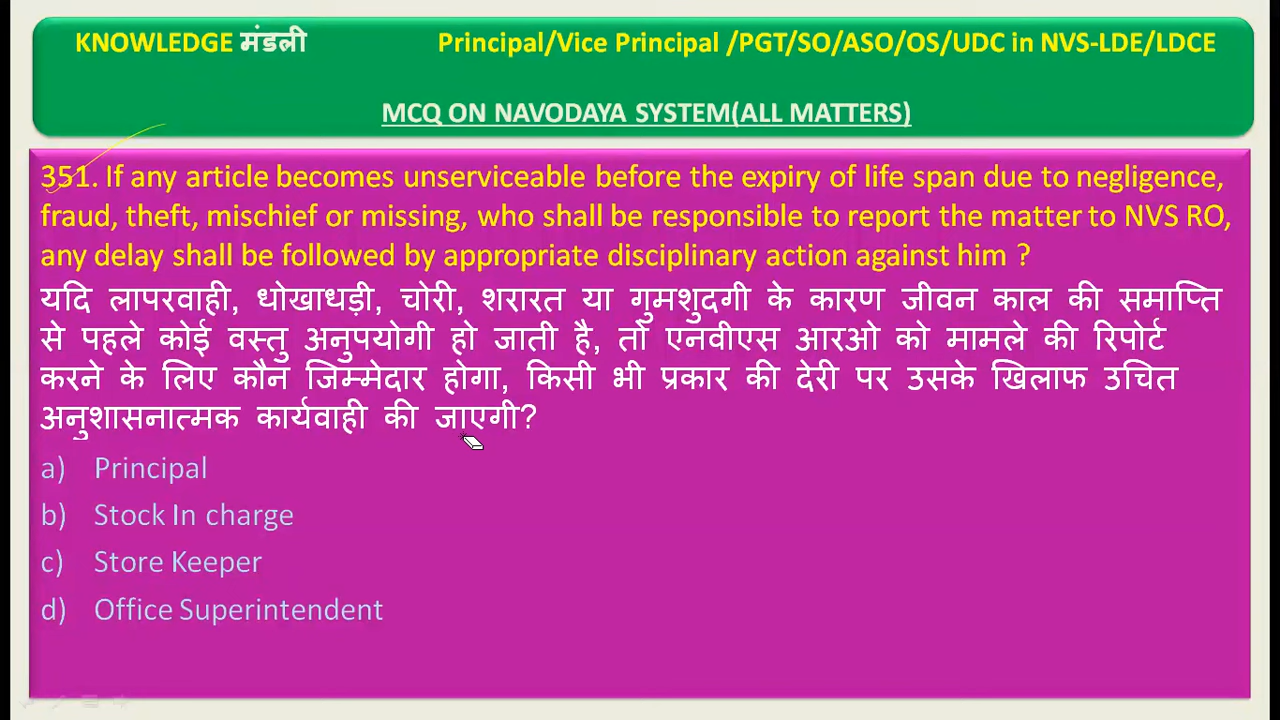 KNOWLEDGE मंडली Principal/Vice Principal /PGT/SO/ASO/OS/UDC in NVS-LDE/LDCE
MCQ ON NAVODAYA SYSTEM(ALL MATTERS)
351. If any article becomes unserviceable before the expiry of life span due to negligence,
fraud, theft, mischief or missing, who shall be responsible to report the matter to NVS RO,
any delay shall be followed by appropriate disciplinary action against him ?
यदि लापरवाही, धोखाधड़ी, चोरी, शरारत या गुमशुदगी के कारण जीवन काल की समाप्ति
से पहले कोई वस्तु अनुपयोगी हो जाती है, तो एनवीएस आरओ को मामले की रिपोर्ट
करने के लिए कौन जिम्मेदार होगा, किसी भी प्रकार की देरी पर उसके खिलाफ उचित
अनुशासनात्मक कार्यवाही की जाएगी?
a) Principal
b) Stock In charge
c) Store Keeper
d) Office Superintendent